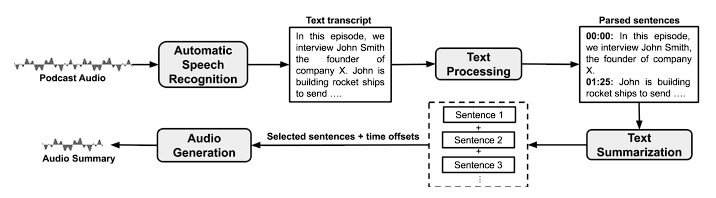 Text transcript
Parsed sentences
Podcast Audio
Automatic
Speech
Recognition
In this episode, we
interview John Smith
the founder of
company X. John is
building rocket ships
to send ....
Text
Processing
00:00: In this episode,
we interview John Smith,
the founder of company
X.
01:25: John is building
rocket ships to send ....
Audio Summary
Audio
Generation
Selected sentences + time offsets
Sentence 1
+
Sentence 2
+
Sentence 3
⋮
Text
Summarization